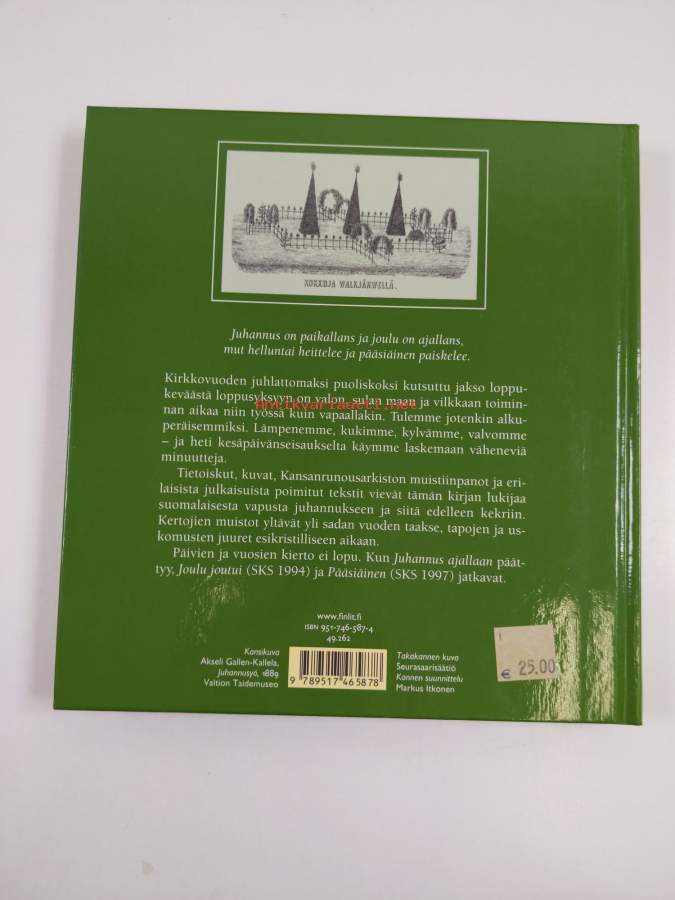 KOKKOJA WALKJÄRWELLÄ.
Juhannus on paikallans ja joulu on ajallans,
mut helluntai heittelee ja pääsiäinen paiskelee.
Kirkkovuoden juhlattomaksi puoliskoksi kutsuttu jakso loppu-
keväästä loppusyksyyn on valon, sulan maan ja vilkkaan toimin-
Antikvariaatti.net
nan aikaa niin työssä kuin vapaallakin. Tulemme jotenkin alku-
peräisemmiksi. Lämpenemme, kukimme, kylvämme, valvomme
– ja heti kesäpäivänseisaukselta käymme laskemaan väheneviä
minuutteja.
Tietoiskut, kuvat, Kansanrunousarkiston muistiinpanot ja eri-
laisista julkaisuista poimitut tekstit vievät tämän kirjan lukijaa
suomalaisesta vapusta juhannukseen ja siitä edelleen kekriin.
Kertojien muistot yltävät yli sadan vuoden taakse, tapojen ja us-
komusten juuret esikristilliseen aikaan.
Päivien ja vuosien kierto ei lopu. Kun Juhannus ajallaan päät-
tyy, Joulu joutui (SKS 1994) ja Pääsiäinen (SKS 1997) jatkavat.
www.finlit.fi
ISBN 951-746-587-4
49.262
Kansikuva
Akseli Gallen-Kallela,
Juhannusyö, 1889
Valtion Taidemuseo
9 789517 465878
Takakannen kuva
Seurasaarisäätiö
Kannen suunnittelu
Markus Itkonen
€ 25.00